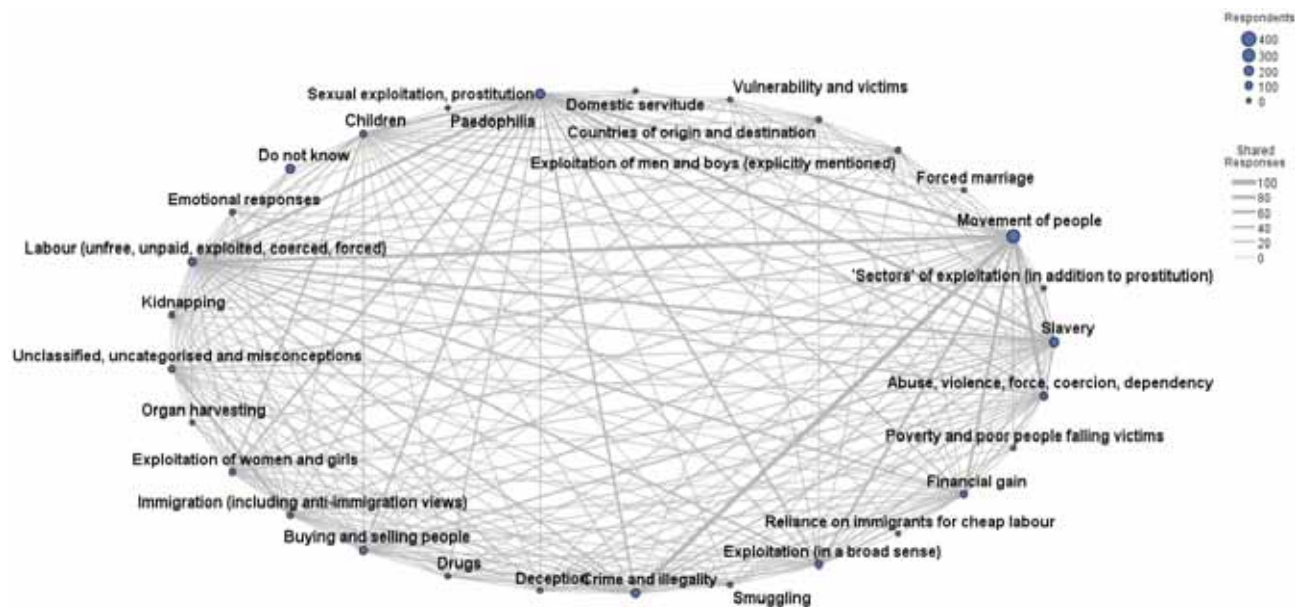 Respondents
400
300
200
100
0
Shared
Responses
100
80
60
40
20
0
Vulnerability and victims
Sexual exploitation, prostitution
Domestic servitude
Children
Paedophilia
Countries of origin and destination
Do not know
Exploitation of men and boys (explicitly mentioned)
Forced marriage
Emotional responses
Movement of people
Labour (unfree, unpaid, exploited, coerced, forced)
'Sectors' of exploitation (in addition to prostitution)
Kidnapping
Slavery
Unclassified, uncategorised and misconceptions
Abuse, violence, force, coercion, dependency
Organ harvesting
Poverty and poor people falling victims
Exploitation of women and girls
Financial gain
Immigration (including anti-immigration views)
Reliance on immigrants for cheap labour
Buying and selling people
Exploitation (in a broad sense)
Drugs
Deception
Crime and illegality
Smuggling